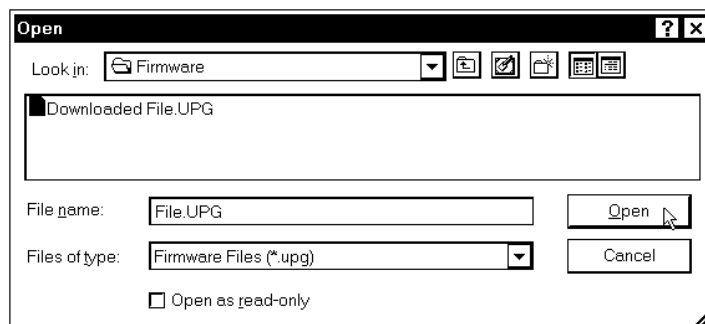 Open
Look in: Firmware
Downloaded File.UPG
File name: File.UPG Open
Files of type: Firmware Files (*.upg) Cancel
Open as read-only